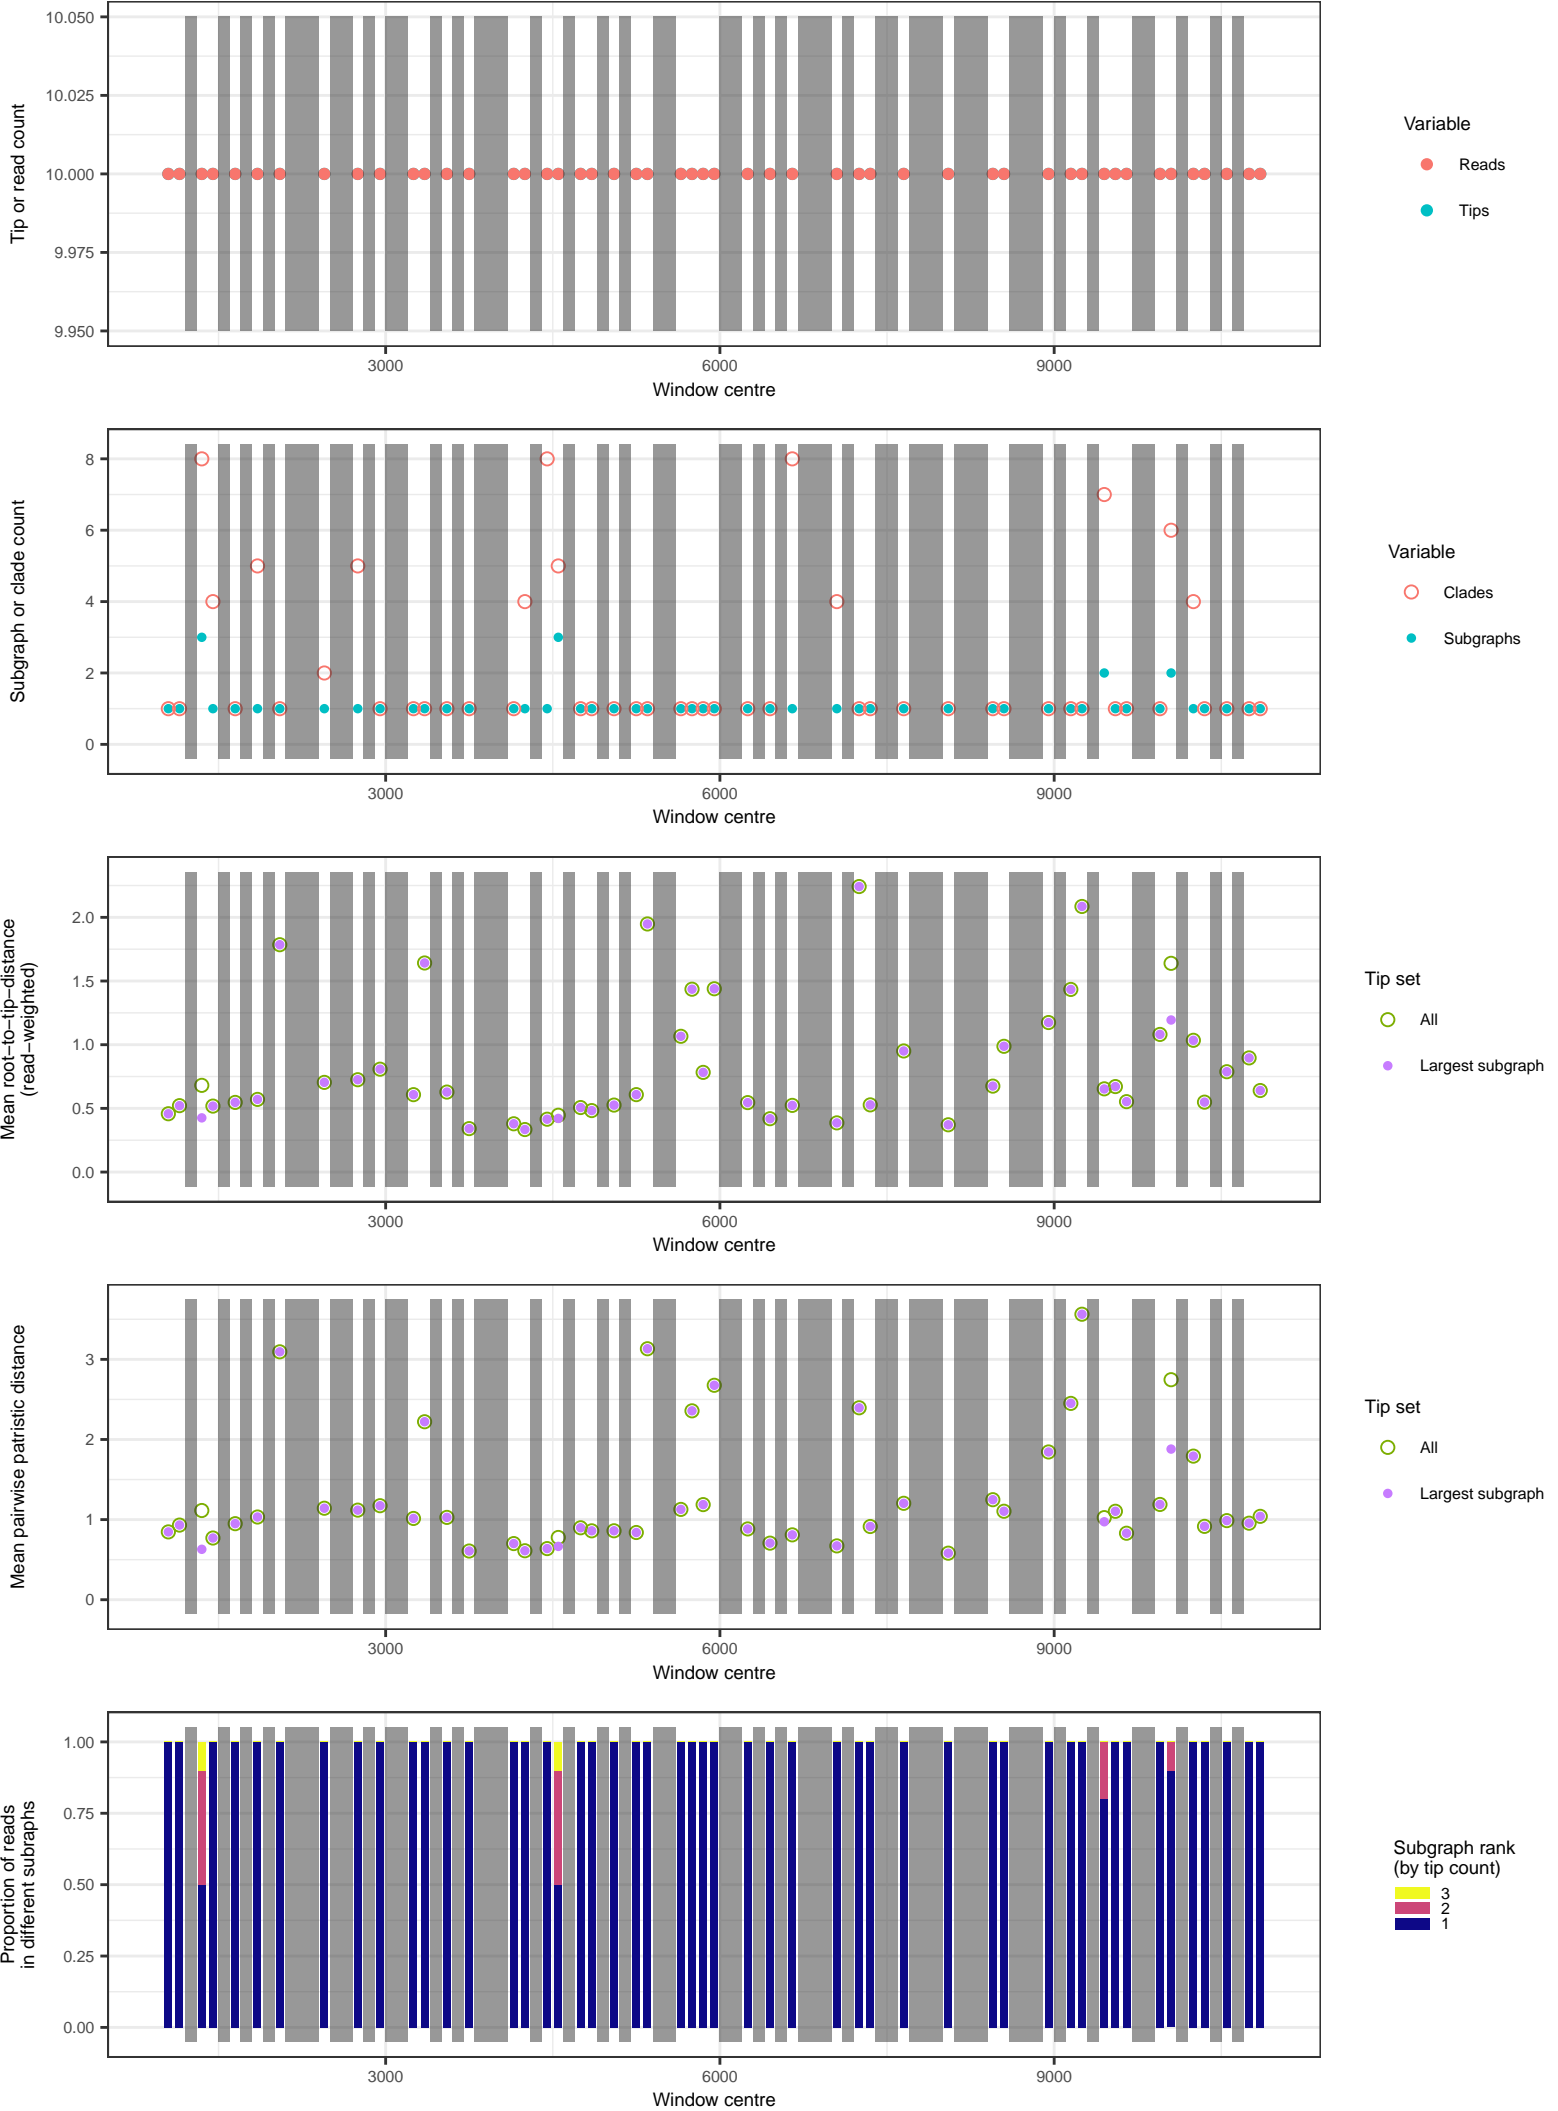 10.050
10.025
10.000
9.975
9.950
Tip or read count
3000
6000
9000
Window centre
Variable
Reads
Tips
8
6
4
2
0
Subgraph or clade count
3000
6000
9000
Window centre
Variable
Clades
Subgraphs
2.0
1.5
1.0
0.5
0.0
Mean root−to−tip−distance
(read−weighted)
3000
6000
9000
Window centre
Tip set
All
Largest subgraph
3
2
1
0
Mean pairwise patristic distance
3000
6000
9000
Window centre
Tip set
All
Largest subgraph
1.00
0.75
0.50
0.25
0.00
Proportion of reads
in different subraphs
3000
6000
9000
Window centre
Subgraph rank
(by tip count)
3
2
1